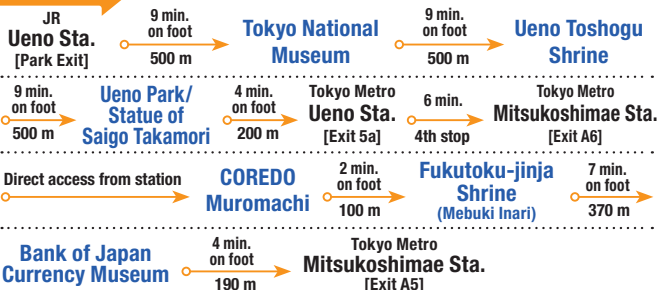 JR
Ueno Sta.
[Park Exit]
9 min.
on foot
500 m
Tokyo National
Museum
9 min.
on foot
500 m
Ueno Toshogu
Shrine
9 min.
on foot
500 m
Ueno Park/
Statue of
Saigo Takamori
4 min.
on foot
200 m
Tokyo Metro
Ueno Sta.
[Exit 5a]
6 min.
4th stop
Tokyo Metro
Mitsukoshimae Sta.
[Exit A6]
Direct access from station
COREDO
Muromachi
2 min.
on foot
100 m
Fukutoku-jinja
Shrine
(Mebuki Inari)
7 min.
on foot
370 m
Bank of Japan
Currency Museum
4 min.
on foot
190 m
Tokyo Metro
Mitsukoshimae Sta.
[Exit A5]